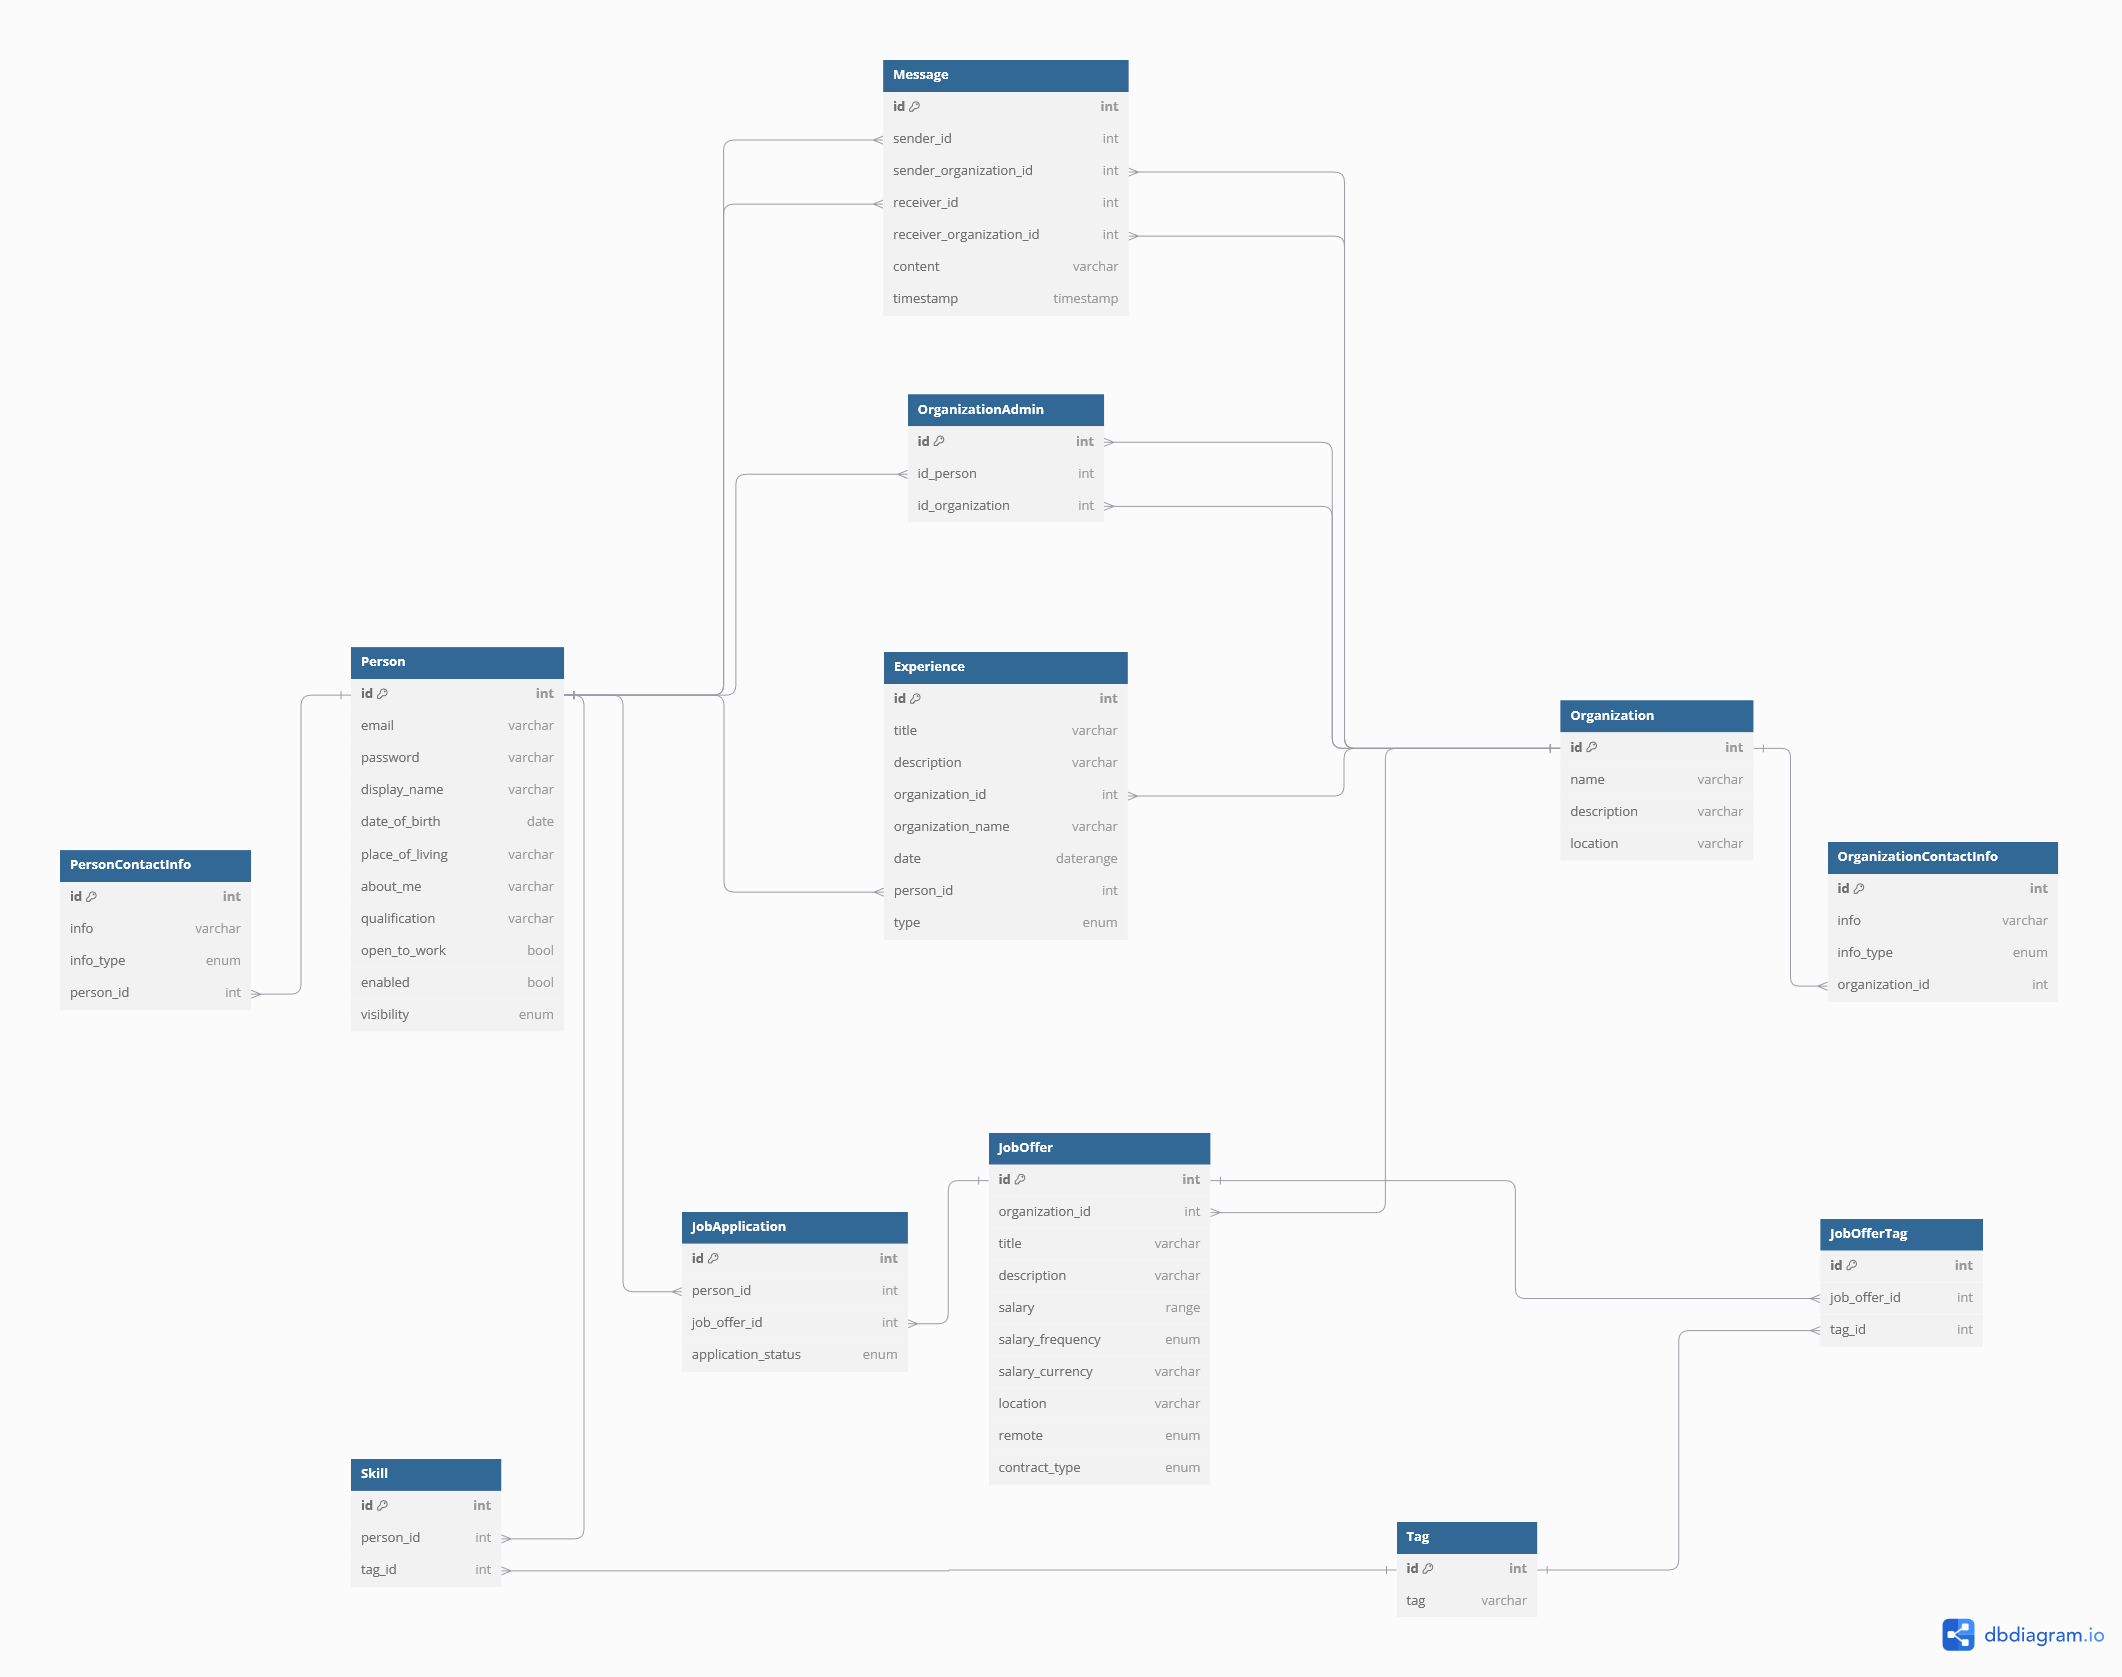 Message
id int
sender_id int
sender_organization_id int
receiver_id int
receiver_organization_id int
content varchar
timestamp timestamp
OrganizationAdmin
id int
id_person int
id_organization int
Person
id int
email varchar
password varchar
display_name varchar
date_of_birth date
place_of_living varchar
about_me varchar
qualification varchar
open_to_work bool
enabled bool
visibility enum
Experience
id int
title varchar
description varchar
organization_id int
organization_name varchar
date daterange
person_id int
type enum
Organization
id int
name varchar
description varchar
location varchar
PersonContactInfo
id int
info varchar
info_type enum
person_id int
OrganizationContactInfo
id int
info varchar
info_type enum
organization_id int
JobOffer
id int
organization_id int
title varchar
description varchar
salary range
salary_frequency enum
salary_currency varchar
location varchar
remote enum
contract_type enum
JobApplication
id int
person_id int
job_offer_id int
application_status enum
JobOfferTag
id int
job_offer_id int
tag_id int
Skill
id int
person_id int
tag_id int
Tag
id int
tag varchar
dbdiagram.io